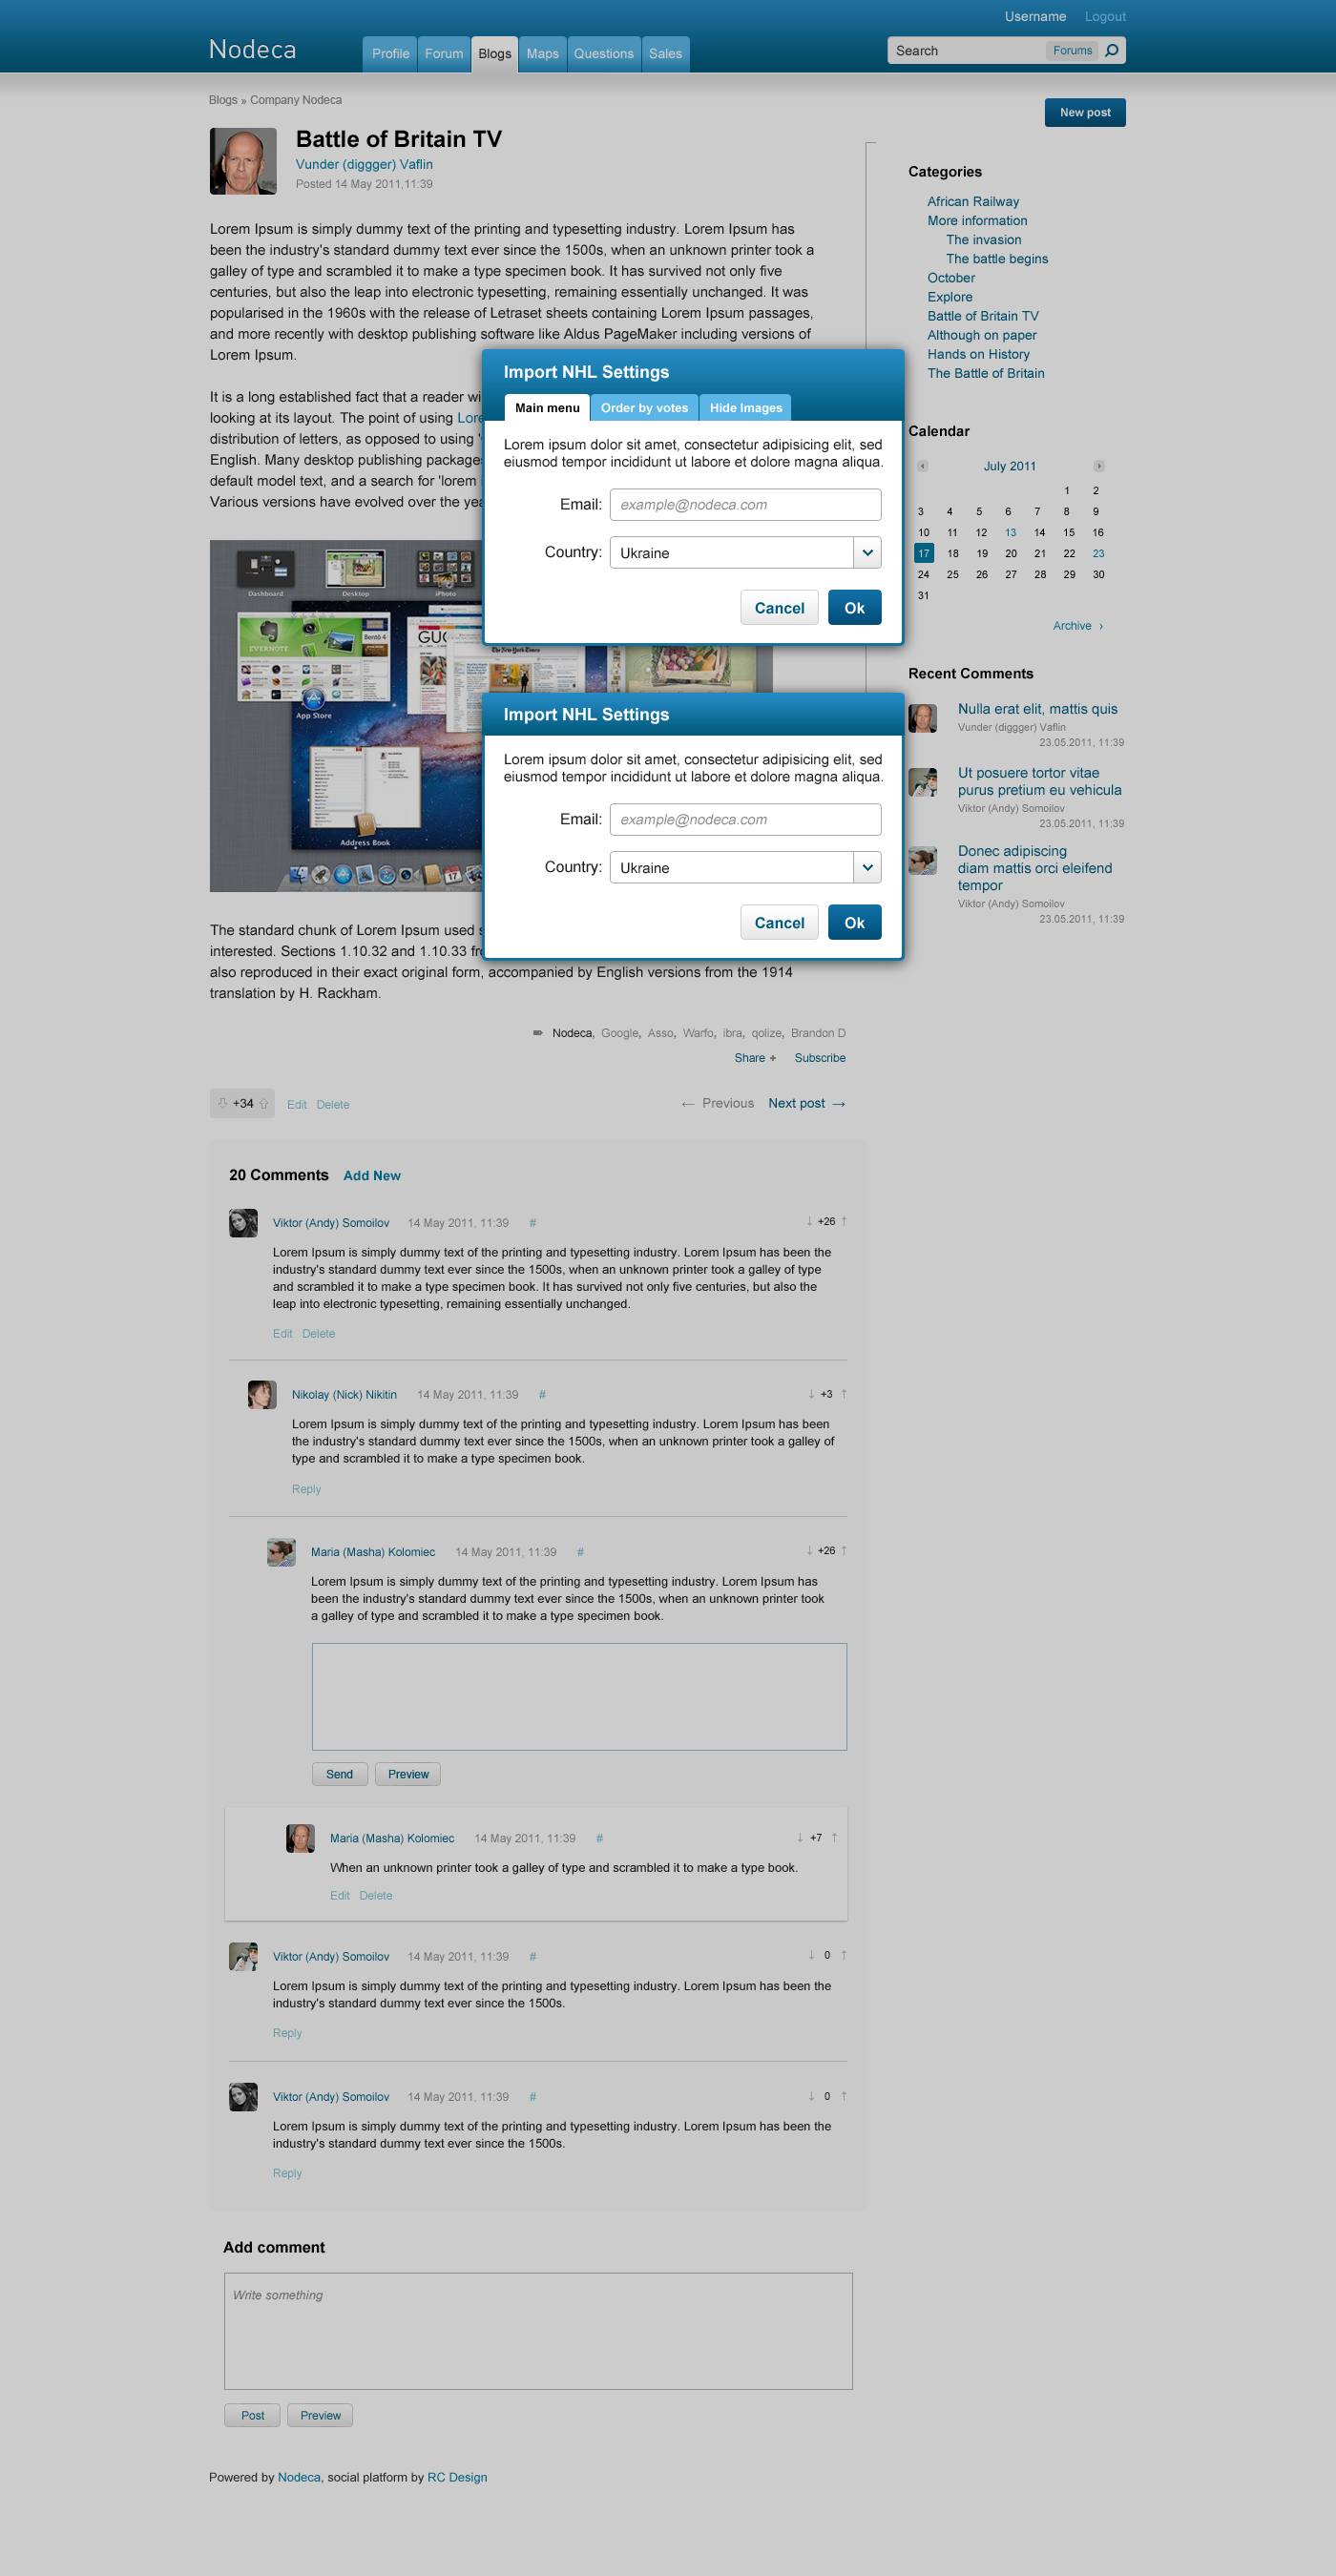 Username Logout
Nodeca
Profile Forum Blogs Maps Questions Sales
Search Forums
Blogs » Company Nodeca
New post
Battle of Britain TV
Vunder (diggger) Vaflin
Posted 14 May 2011,11:39
Lorem Ipsum is simply dummy text of the printing and typesetting industry. Lorem Ipsum has
been the industry's standard dummy text ever since the 1500s, when an unknown printer took a
galley of type and scrambled it to make a type specimen book. It has survived not only five
centuries, but also the leap into electronic typesetting, remaining essentially unchanged. It was
popularised in the 1960s with the release of Letraset sheets containing Lorem Ipsum passages,
and more recently with desktop publishing software like Aldus PageMaker including versions of
Lorem Ipsum.
It is a long established fact that a reader wi
looking at its layout. The point of using Lore
distribution of letters, as opposed to using '
English. Many desktop publishing packages
default model text, and a search for 'lorem
Various versions have evolved over the yea
Dashboard Desktop iPhoto
EVERNOTE
Bento 4
GUC
The New York Times
App Store
Address Book
17
Import NHL Settings
Main menu Order by votes Hide Images
Lorem ipsum dolor sit amet, consectetur adipisicing elit, sed
eiusmod tempor incididunt ut labore et dolore magna aliqua.
Email: example@nodeca.com
Country: Ukraine
Cancel Ok
Import NHL Settings
Lorem ipsum dolor sit amet, consectetur adipisicing elit, sed
eiusmod tempor incididunt ut labore et dolore magna aliqua.
Email: example@nodeca.com
Country: Ukraine
Cancel Ok
The standard chunk of Lorem Ipsum used s
interested. Sections 1.10.32 and 1.10.33 fro
also reproduced in their exact original form, accompanied by English versions from the 1914
translation by H. Rackham.
Nodeca, Google, Asso, Warfo, ibra, qolize, Brandon D
Share + Subscribe
+34 Edit Delete
← Previous Next post →
Categories
African Railway
More information
The invasion
The battle begins
October
Explore
Battle of Britain TV
Although on paper
Hands on History
The Battle of Britain
Calendar
July 2011
1 2
3 4 5 6 7 8 9
10 11 12 13 14 15 16
17 18 19 20 21 22 23
24 25 26 27 28 29 30
31
Archive ›
Recent Comments
Nulla erat elit, mattis quis
Vunder (diggger) Vaflin
23.05.2011, 11:39
Ut posuere tortor vitae
purus pretium eu vehicula
Viktor (Andy) Somoilov
23.05.2011, 11:39
Donec adipiscing
diam mattis orci eleifend
tempor
Viktor (Andy) Somoilov
23.05.2011, 11:39
20 Comments Add New
Viktor (Andy) Somoilov 14 May 2011, 11:39 # ↓ +26 ↑
Lorem Ipsum is simply dummy text of the printing and typesetting industry. Lorem Ipsum has been the
industry's standard dummy text ever since the 1500s, when an unknown printer took a galley of type
and scrambled it to make a type specimen book. It has survived not only five centuries, but also the
leap into electronic typesetting, remaining essentially unchanged.
Edit Delete
Nikolay (Nick) Nikitin 14 May 2011, 11:39 # ↓ +3 ↑
Lorem Ipsum is simply dummy text of the printing and typesetting industry. Lorem Ipsum has been
the industry's standard dummy text ever since the 1500s, when an unknown printer took a galley of
type and scrambled it to make a type specimen book.
Reply
Maria (Masha) Kolomiec 14 May 2011, 11:39 # ↓ +26 ↑
Lorem Ipsum is simply dummy text of the printing and typesetting industry. Lorem Ipsum has
been the industry's standard dummy text ever since the 1500s, when an unknown printer took
a galley of type and scrambled it to make a type specimen book.
Send Preview
Maria (Masha) Kolomiec 14 May 2011, 11:39 # ↓ +7 ↑
When an unknown printer took a galley of type and scrambled it to make a type book.
Edit Delete
Viktor (Andy) Somoilov 14 May 2011, 11:39 # ↓ 0 ↑
Lorem Ipsum is simply dummy text of the printing and typesetting industry. Lorem Ipsum has been the
industry's standard dummy text ever since the 1500s.
Reply
Viktor (Andy) Somoilov 14 May 2011, 11:39 # ↓ 0 ↑
Lorem Ipsum is simply dummy text of the printing and typesetting industry. Lorem Ipsum has been the
industry's standard dummy text ever since the 1500s.
Reply
Add comment
Write something
Post Preview
Powered by Nodeca, social platform by RC Design